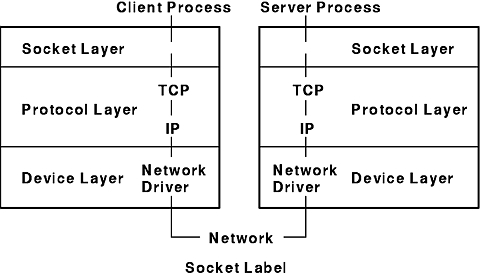 Client Process Server Process
Socket Layer Socket Layer
TCP TCP
Protocol Layer Protocol Layer
IP IP
Network Network
Device Layer Device Layer
Driver Driver
Network
Socket Label